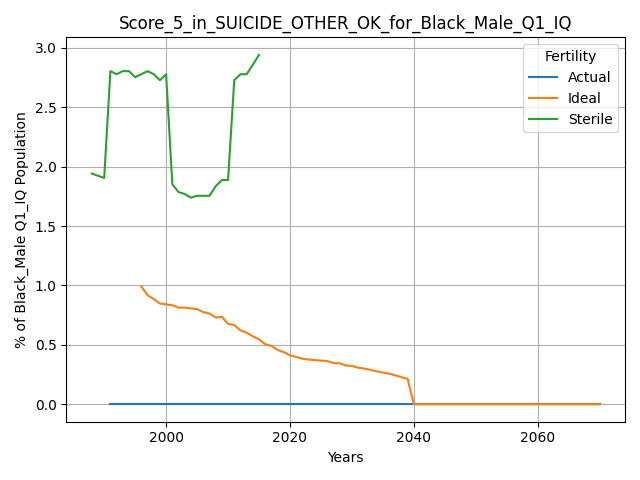 Score_5_in_SUICIDE_OTHER_OK_for_Black_Male_Q1_IQ
% of Black_Male Q1_IQ Population
3.0
2.5
2.0
1.5
1.0
0.5
0.0
Fertility
Actual
Ideal
Sterile
2000
2020
2040
2060
Years